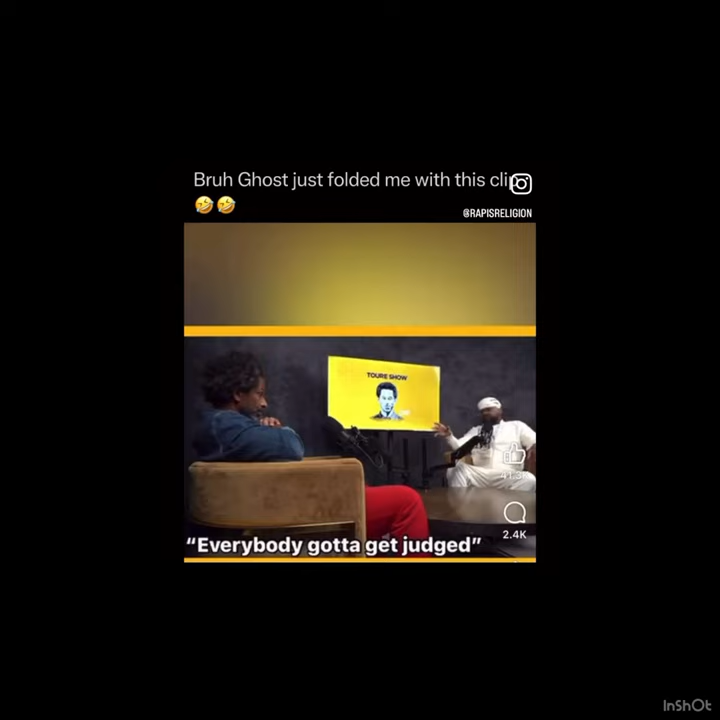 Bruh Ghost just folded me with this clip
🤣🤣
@RAPISRELIGION
TOURE SHOW
2.4K
"Everybody gotta get judged"
InShOt